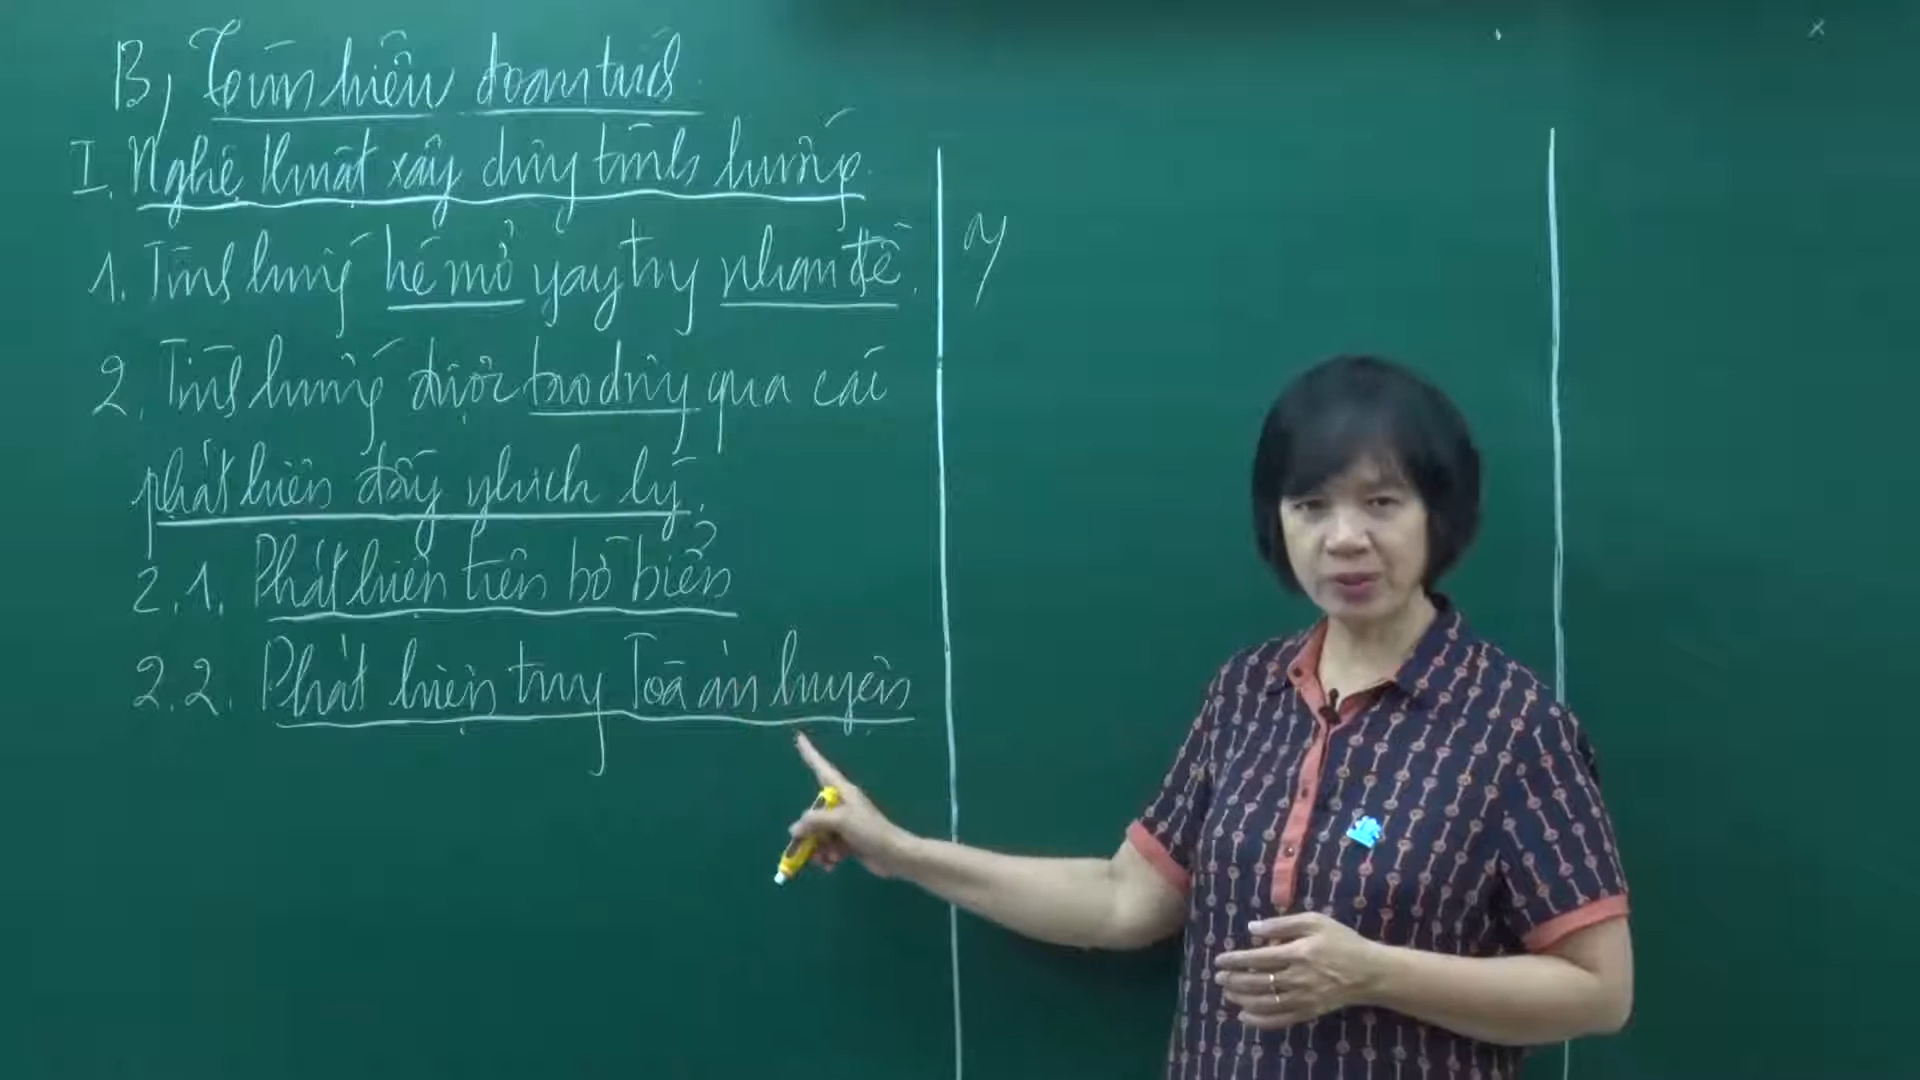 B, Tìm hiểu đoạn trích
I. Nghệ thuật xây dựng tình huống.
1. Tình huống hé mở ngay từ nhan đề.
2. Tình huống được tạo dựng qua các
phát hiện đầy nghịch lý.
2.1. Phát hiện trên bờ biển
2.2. Phát hiện tại Toà án huyện